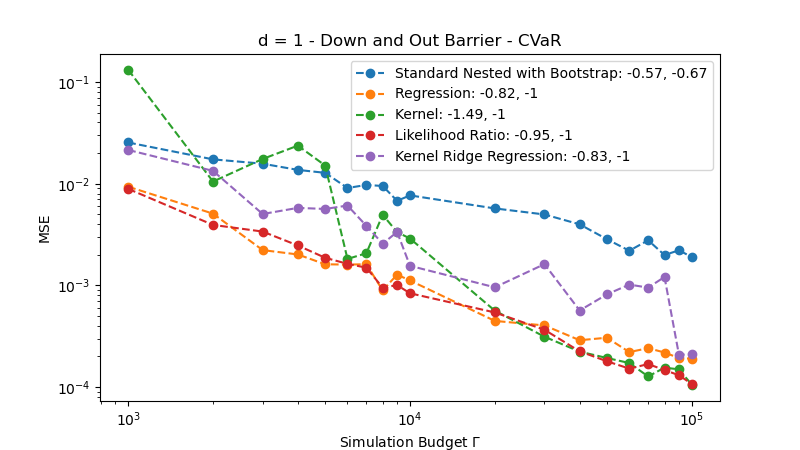 d = 1 - Down and Out Barrier - CVaR
Standard Nested with Bootstrap: -0.57, -0.67
Regression: -0.82, -1
Kernel: -1.49, -1
Likelihood Ratio: -0.95, -1
Kernel Ridge Regression: -0.83, -1
MSE
10⁻¹
10⁻²
10⁻³
10⁻⁴
10³ 10⁴ 10⁵
Simulation Budget Γ